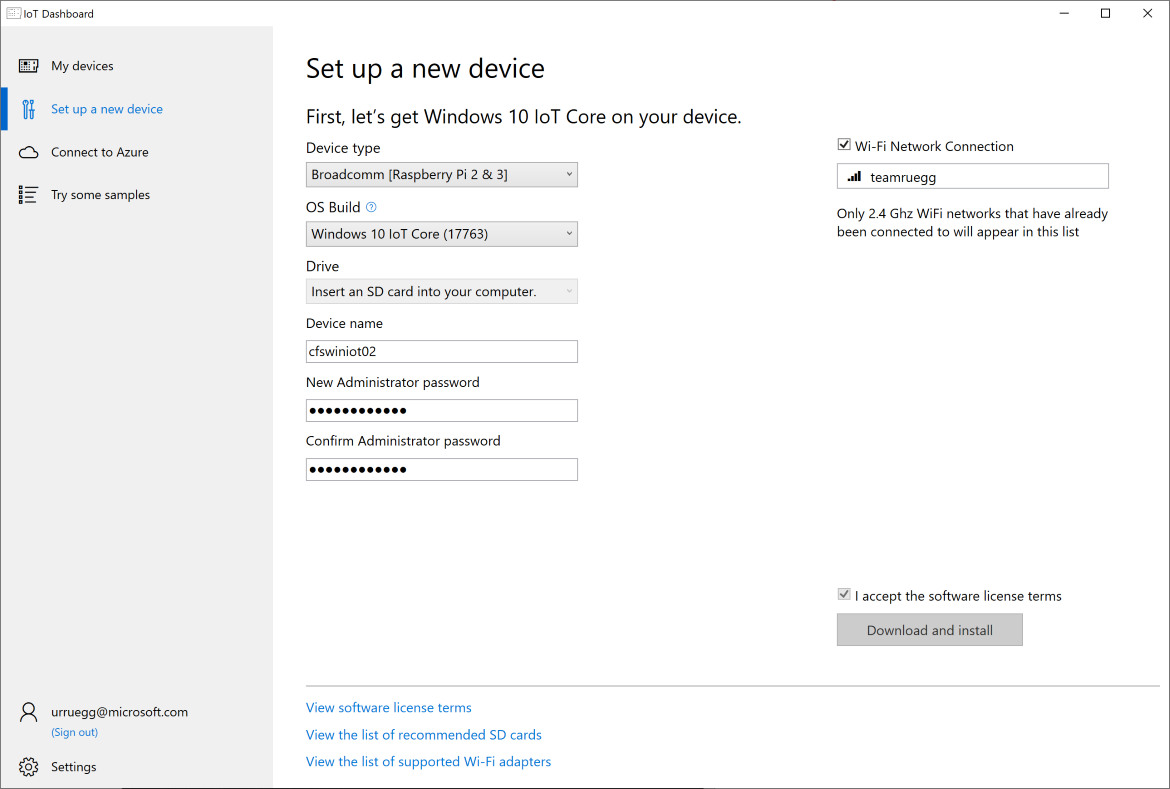 IoT Dashboard
My devices
Set up a new device
Connect to Azure
Try some samples
urruegg@microsoft.com
(Sign out)
Settings
Set up a new device
First, let's get Windows 10 IoT Core on your device.
Device type
Broadcomm [Raspberry Pi 2 & 3]
OS Build
Windows 10 IoT Core (17763)
Drive
Insert an SD card into your computer.
Device name
cfswiniot02
New Administrator password
●●●●●●●●●●●●
Confirm Administrator password
●●●●●●●●●●●●
Wi-Fi Network Connection
teamruegg
Only 2.4 Ghz WiFi networks that have already
been connected to will appear in this list
I accept the software license terms
Download and install
View software license terms
View the list of recommended SD cards
View the list of supported Wi-Fi adapters